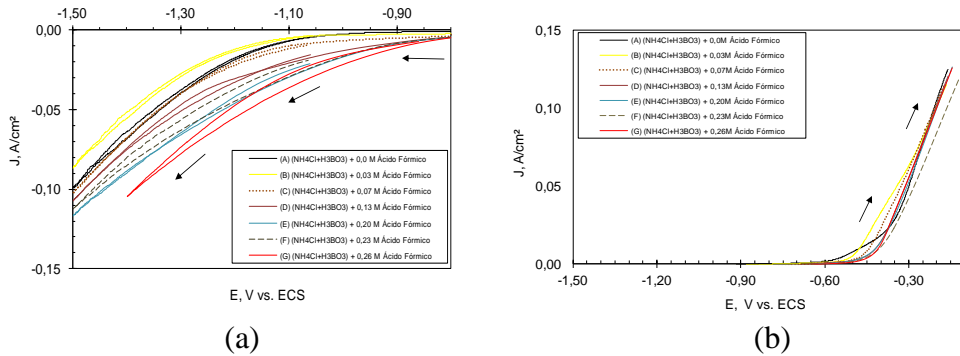 (a)
-1,50 -1,30 -1,10 -0,90
0,00
-0,05
-0,10
-0,15
J, A/cm²
(A) (NH4Cl+H3BO3) + 0,0 M Ácido Fórmico
(B) (NH4Cl+H3BO3) + 0,03 M Ácido Fórmico
(C) (NH4Cl+H3BO3) + 0,07 M Ácido Fórmico
(D) (NH4Cl+H3BO3) + 0,13 M Ácido Fórmico
(E) (NH4Cl+H3BO3) + 0,20 M Ácido Fórmico
(F) (NH4Cl+H3BO3) + 0,23 M Ácido Fórmico
(G) (NH4Cl+H3BO3) + 0,26 M Ácido Fórmico
E, V vs. ECS
(a)
(b)
0,15
0,10
0,05
0,00
J, A/cm²
(A) (NH4Cl+H3BO3) + 0,0M Ácido Fórmico
(B) (NH4Cl+H3BO3) + 0,03M Ácido Fórmico
(C) (NH4Cl+H3BO3) + 0,07M Ácido Fórmico
(D) (NH4Cl+H3BO3) + 0,13M Ácido Fórmico
(E) (NH4Cl+H3BO3) + 0,20M Ácido Fórmico
(F) (NH4Cl+H3BO3) + 0,23M Ácido Fórmico
(G) (NH4Cl+H3BO3) + 0,26M Ácido Fórmico
-1,50 -1,20 -0,90 -0,60 -0,30
E, V vs. ECS
(b)